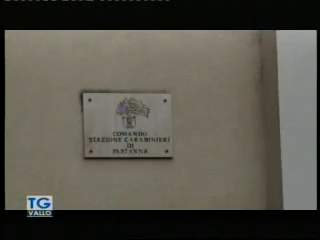 COMANDO
STAZIONE CARABINIERI
DI
PARTANNA
TG
VALLO